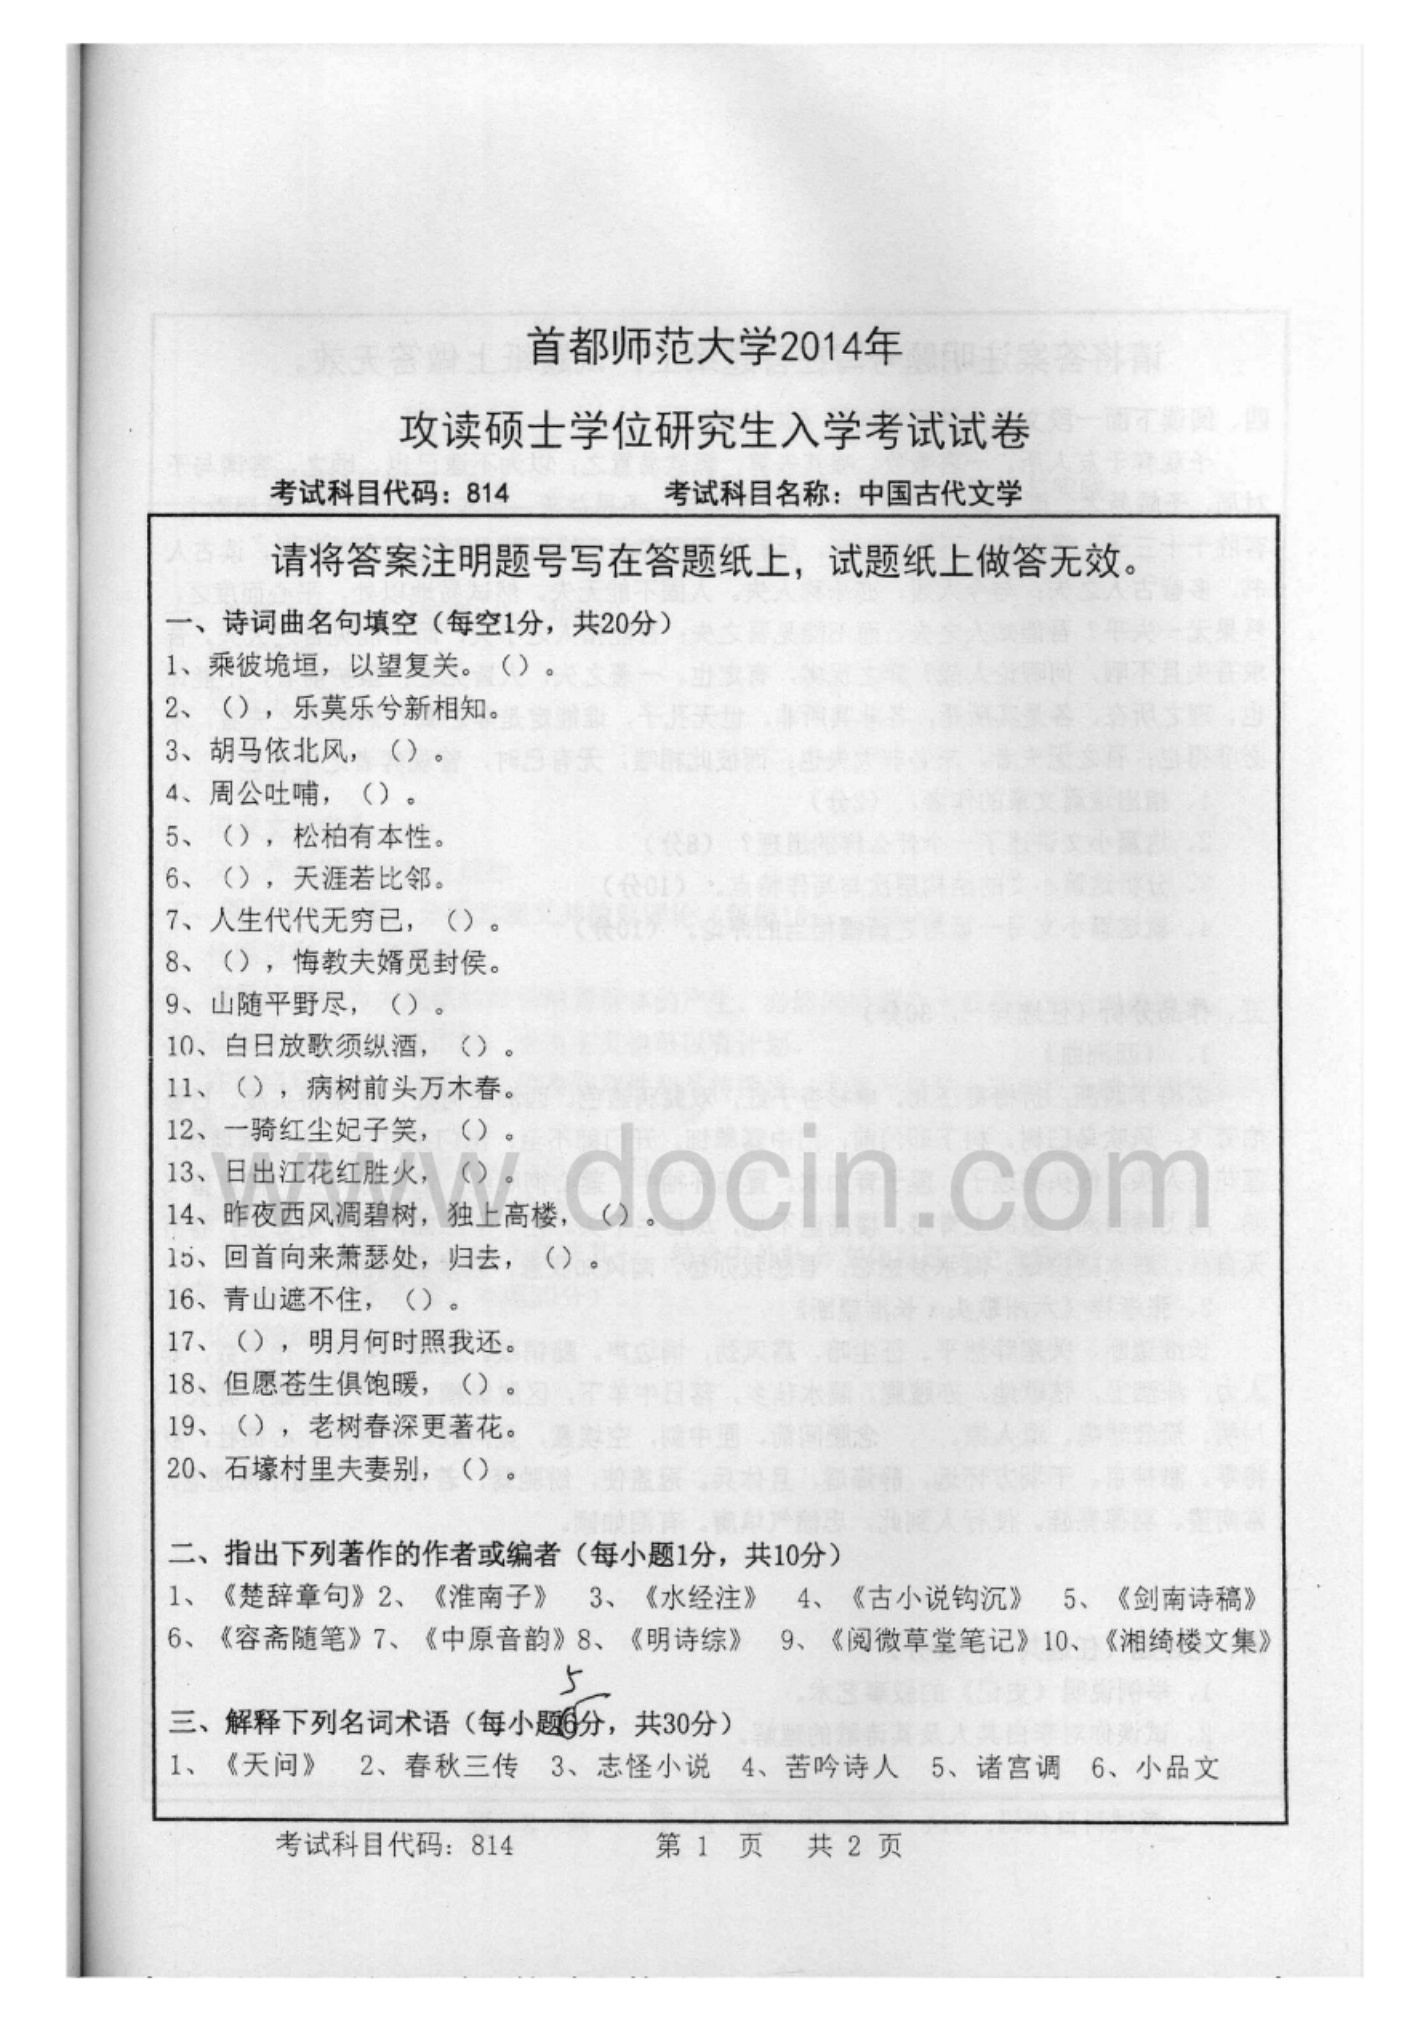 首都师范大学2014年
攻读硕士学位研究生入学考试试卷
考试科目代码：814 考试科目名称：中国古代文学
请将答案注明题号写在答题纸上，试题纸上做答无效。
一、诗词曲名句填空（每空1分，共20分）
1、乘彼垝垣，以望复关。（）。
2、（），乐莫乐兮新相知。
3、胡马依北风，（）。
4、周公吐哺，（）。
5、（），松柏有本性。
6、（），天涯若比邻。
7、人生代代无穷已，（）。
8、（），悔教夫婿觅封侯。
9、山随平野尽，（）。
10、白日放歌须纵酒，（）。
11、（），病树前头万木春。
12、一骑红尘妃子笑，（）。
13、日出江花红胜火，（）。
14、昨夜西风凋碧树，独上高楼，（）。
15、回首向来萧瑟处，归去，（）。
16、青山遮不住，（）。
17、（），明月何时照我还。
18、但愿苍生俱饱暖，（）。
19、（），老树春深更著花。
20、石壕村里夫妻别，（）。
www.docin.com
二、指出下列著作的作者或编者（每小题1分，共10分）
1、《楚辞章句》2、《淮南子》 3、《水经注》 4、《古小说钩沉》 5、《剑南诗稿》
6、《容斋随笔》7、《中原音韵》8、《明诗综》 9、《阅微草堂笔记》10、《湘绮楼文集》
5
三、解释下列名词术语（每小题6分，共30分）
1、《天问》 2、春秋三传 3、志怪小说 4、苦吟诗人 5、诸宫调 6、小品文
考试科目代码：814 第 1 页 共 2 页